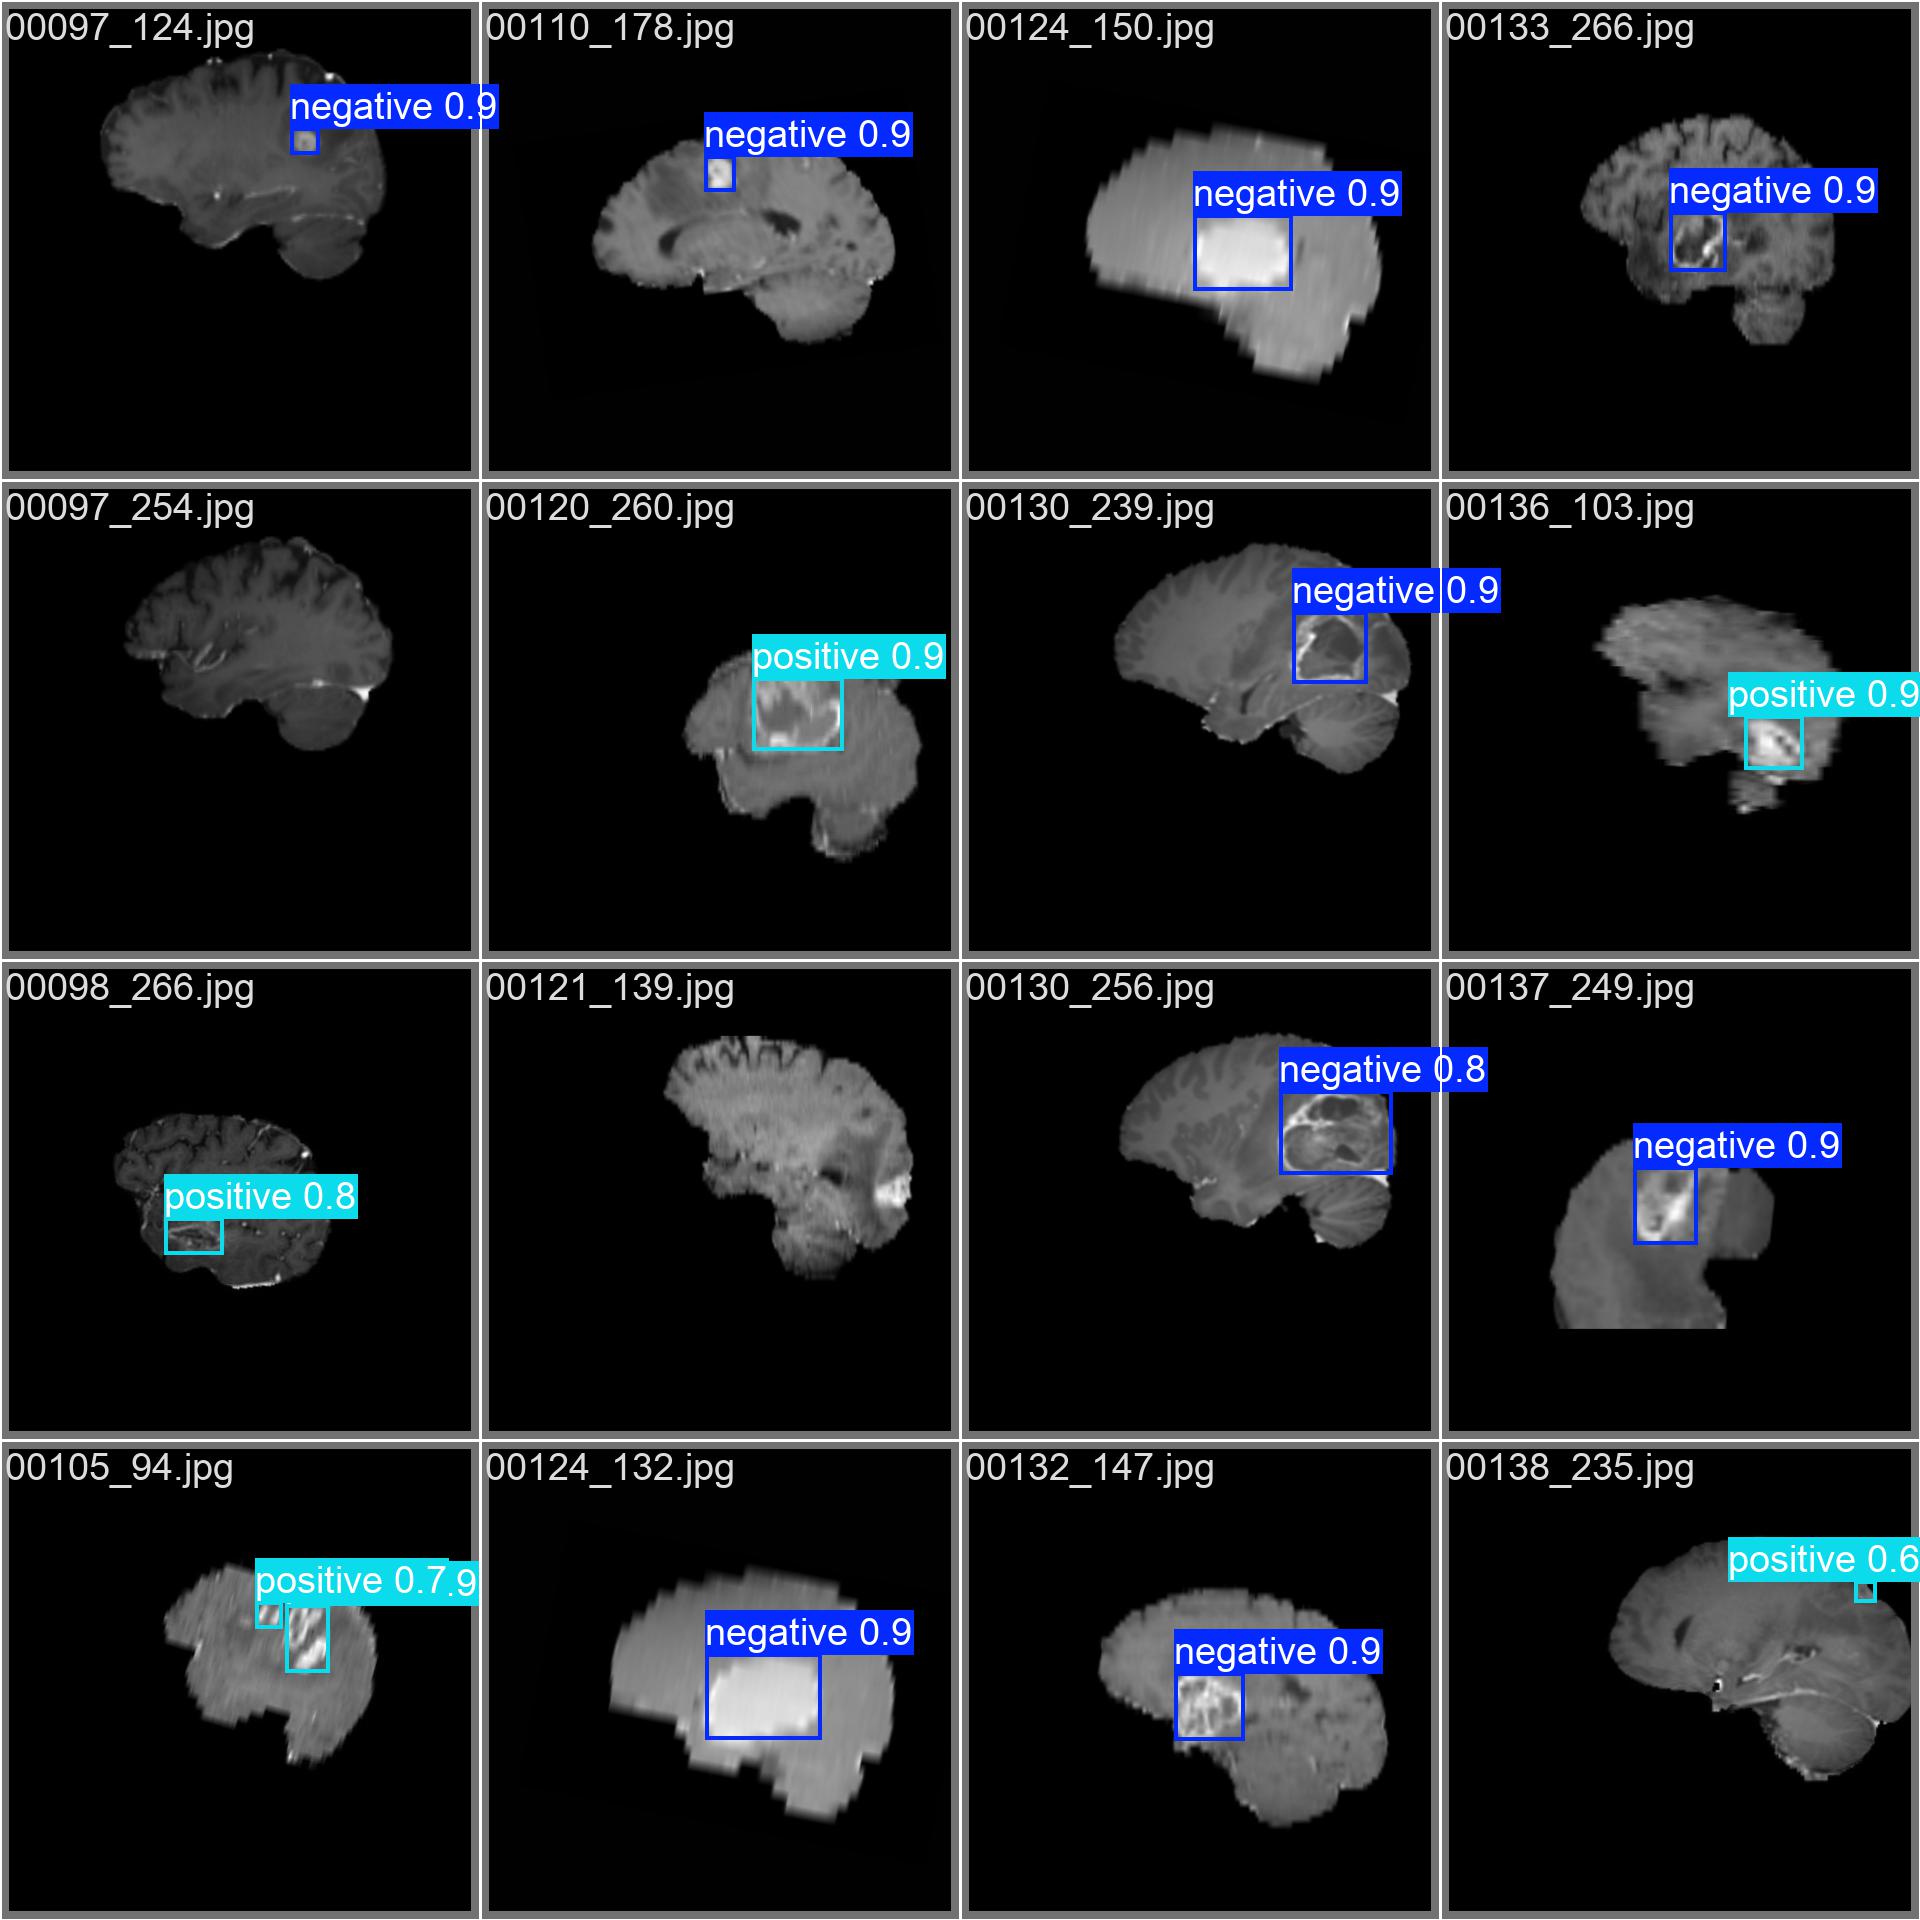 00097_124.jpg
negative 0.9
00110_178.jpg
negative 0.9
00124_150.jpg
negative 0.9
00133_266.jpg
negative 0.9
00097_254.jpg
00120_260.jpg
positive 0.9
00130_239.jpg
negative 0.9
00136_103.jpg
positive 0.9
00098_266.jpg
positive 0.8
00121_139.jpg
00130_256.jpg
negative 0.8
00137_249.jpg
negative 0.9
00105_94.jpg
positive 0.7
.9
00124_132.jpg
negative 0.9
00132_147.jpg
negative 0.9
00138_235.jpg
positive 0.6